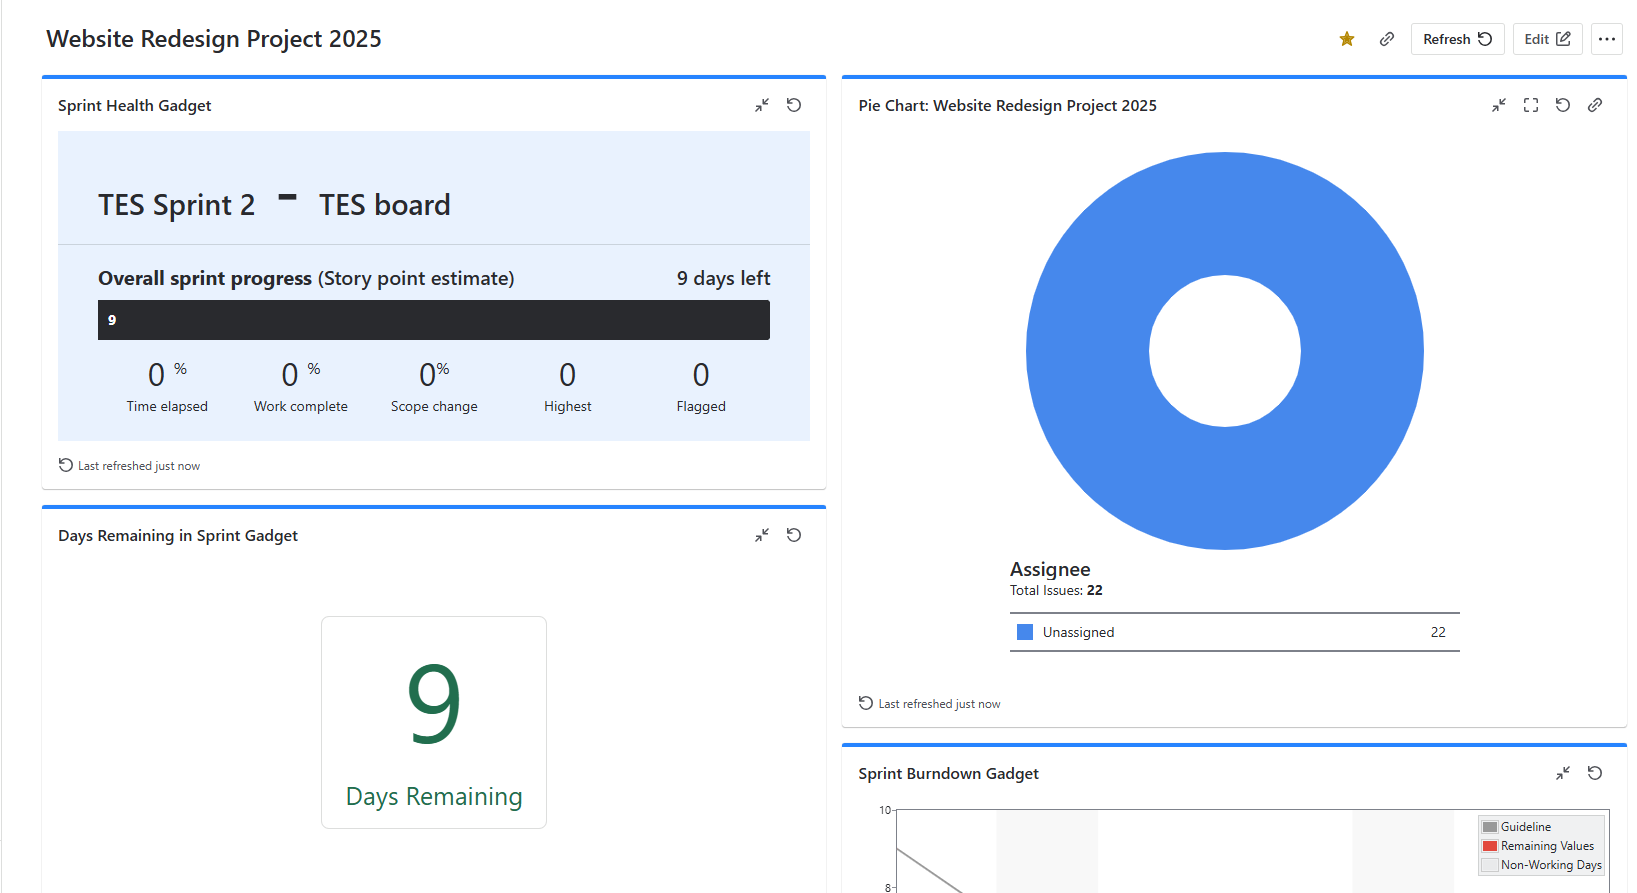 Website Redesign Project 2025
Refresh
Edit
Sprint Health Gadget
TES Sprint 2 - TES board
Overall sprint progress (Story point estimate) 9 days left
9
0 % 0 % 0% 0 0
Time elapsed Work complete Scope change Highest Flagged
Last refreshed just now
Days Remaining in Sprint Gadget
9
Days Remaining
Pie Chart: Website Redesign Project 2025
Assignee
Total Issues: 22
Unassigned 22
Last refreshed just now
Sprint Burndown Gadget
10
8
Guideline
Remaining Values
Non-Working Days